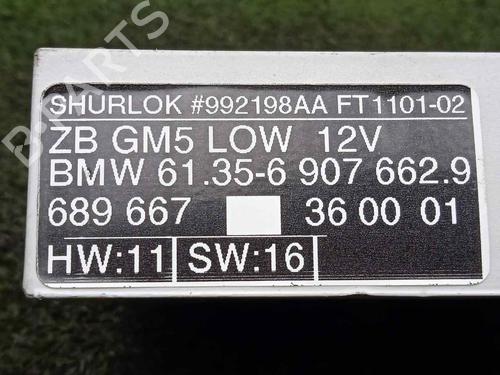 B PARTS
SHURLOK #992198AA FT1101-02
ZB GM5 LOW 12V
BMW 61.35-6 907 662.9
689 667 36 00 01
HW:11 SW:16